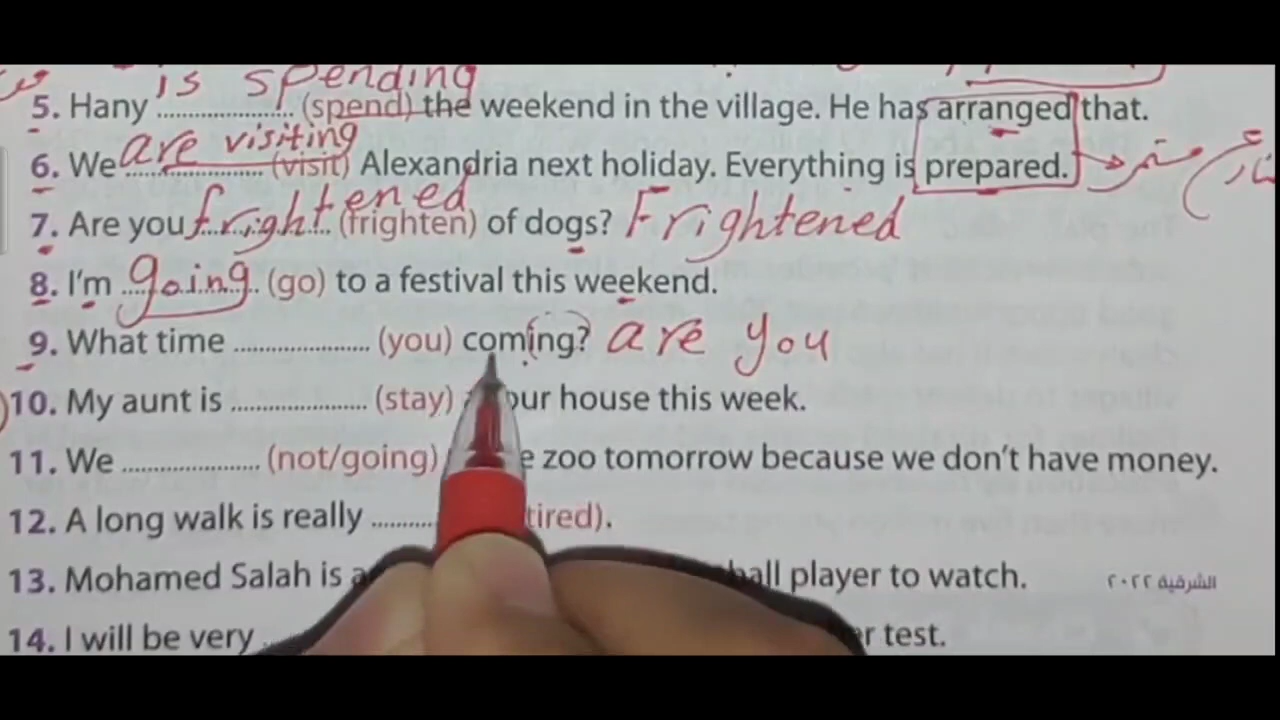 is spending
5. Hany .................... (spend) the weekend in the village. He has arranged that.
are visiting
6. We .................... (visit) Alexandria next holiday. Everything is prepared.
7. Are you frightened (frighten) of dogs? Frightened
8. I'm going (go) to a festival this weekend.
9. What time .................... (you) coming? are you
10. My aunt is .................... (stay) our house this week.
11. We .................... (not/going) zoo tomorrow because we don't have money.
12. A long walk is really .......... tired).
13. Mohamed Salah is player to watch. الشرقية ٢٠٢٢
14. I will be very test.